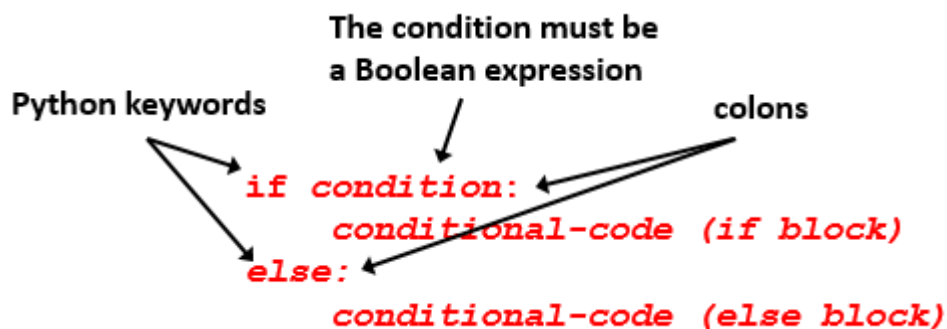 The condition must be
a Boolean expression
Python keywords
colons
if condition:
conditional-code (if block)
else:
conditional-code (else block)